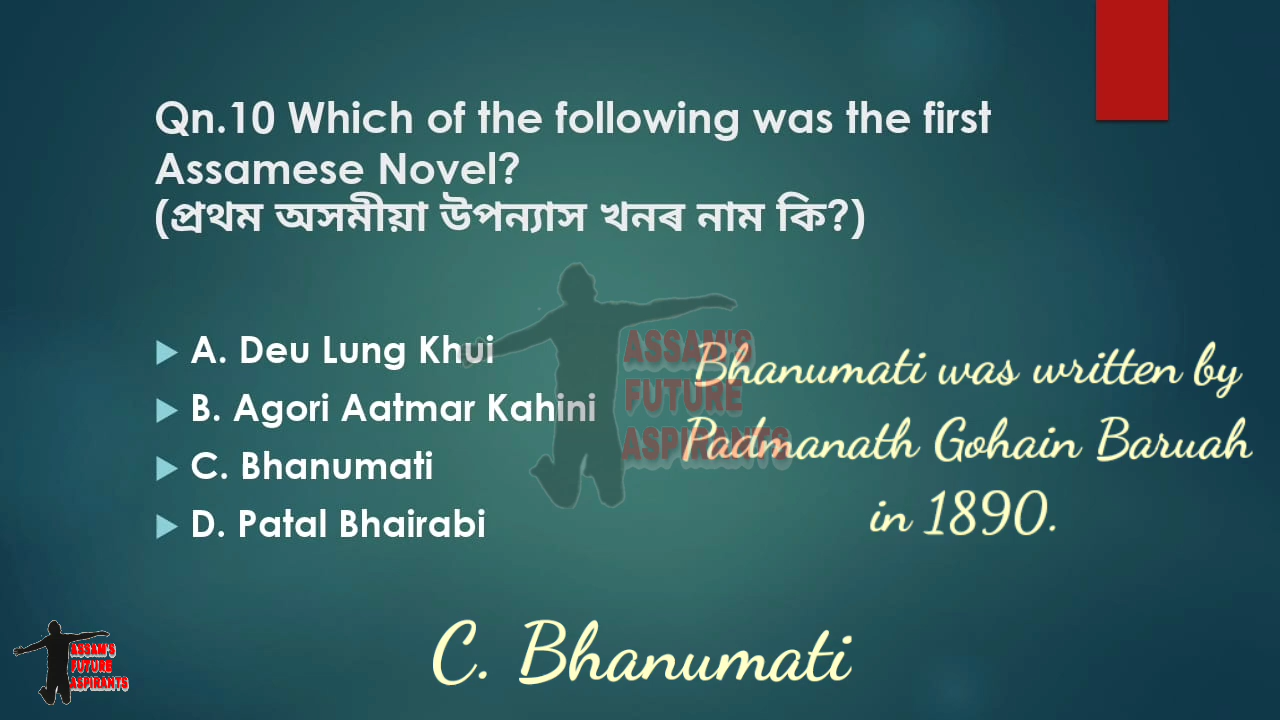 Qn.10 Which of the following was the first
Assamese Novel?
(প্ৰথম অসমীয়া উপন্যাস খনৰ নাম কি?)
A. Deu Lung Khui
B. Agori Aatmar Kahini
C. Bhanumati
D. Patal Bhairabi
ASSAM'S
FUTURE
ASPIRANTS
Bhanumati was written by
Padmanath Gohain Baruah
in 1890.
C. Bhanumati
ASSAM'S
FUTURE
ASPIRANTS